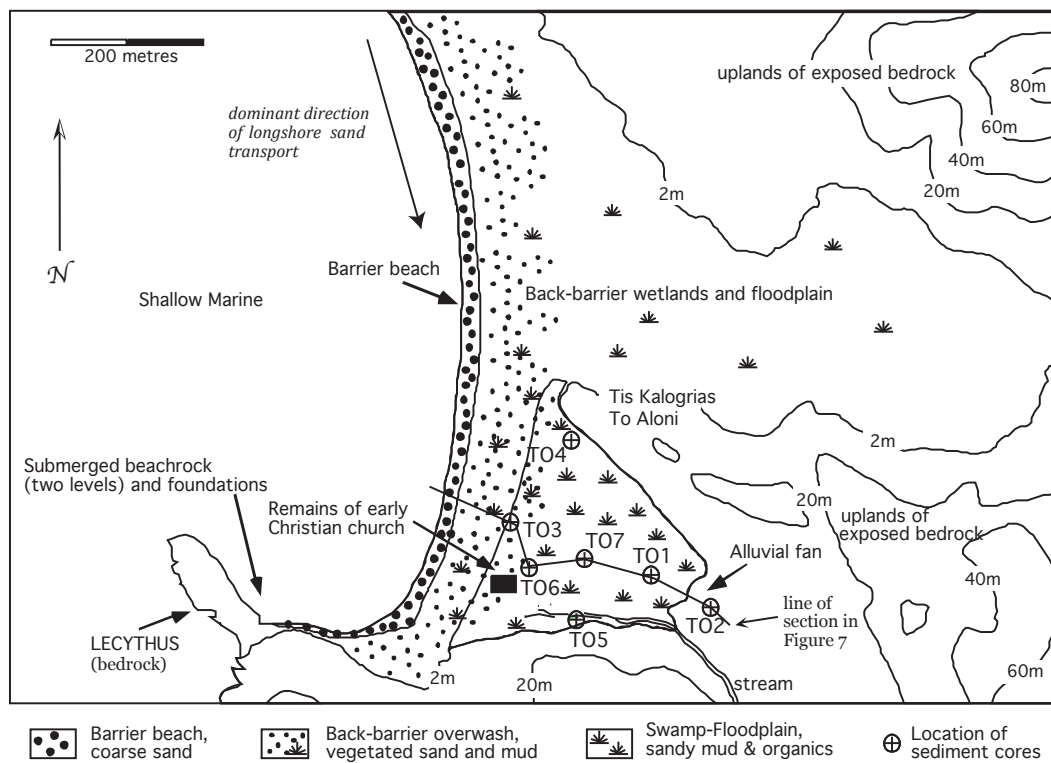 200 metres
uplands of exposed bedrock
80m
60m
40m
20m
dominant direction
of longshore sand
transport
N
2m
Barrier beach
Shallow Marine
Back-barrier wetlands and floodplain
Tis Kalogrias
To Aloni
2m
TO4
Submerged beachrock
(two levels) and foundations
Remains of early
Christian church
20m
uplands of
exposed bedrock
TO3
TO7
TO1
Alluvial fan
TO6
40m
TO2
line of
section in
Figure 7
TO5
LECYTHUS
(bedrock)
2m
20m
stream
60m
Barrier beach,
coarse sand
Back-barrier overwash,
vegetated sand and mud
Swamp-Floodplain,
sandy mud & organics
Location of
sediment cores